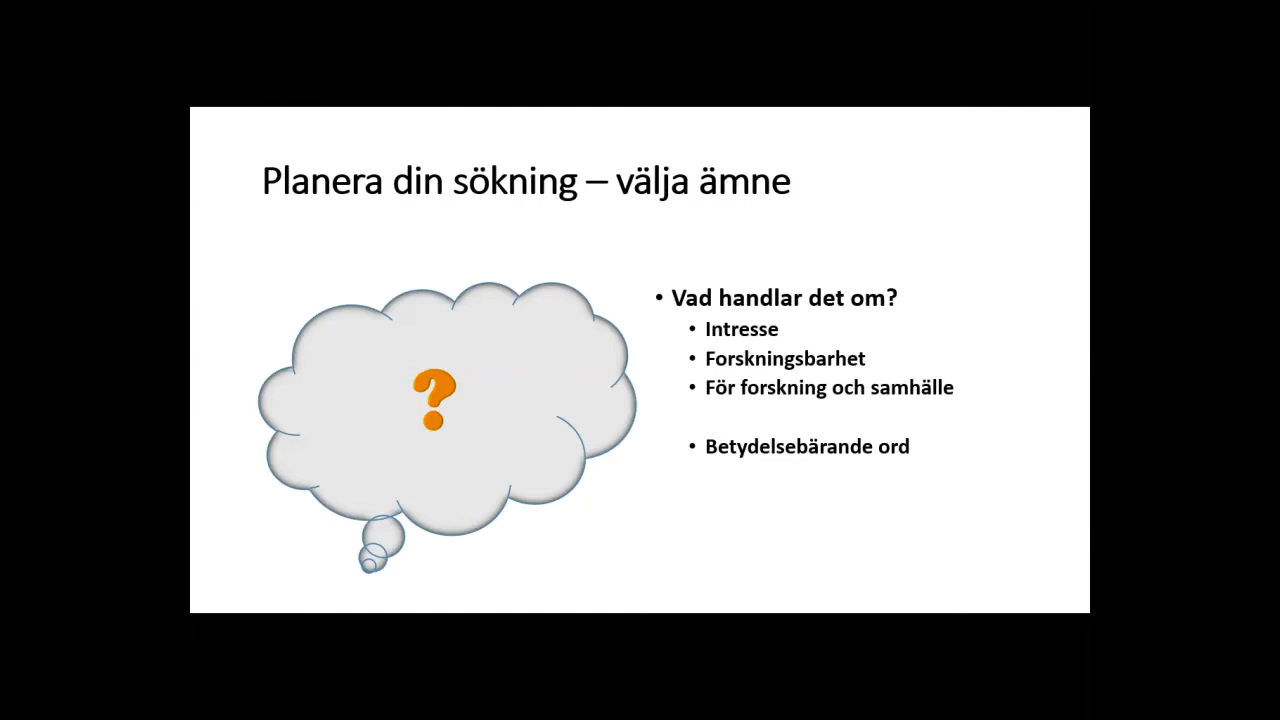 Planera din sökning – välja ämne
?
• Vad handlar det om?
• Intresse
• Forskningsbarhet
• För forskning och samhälle
• Betydelsebärande ord